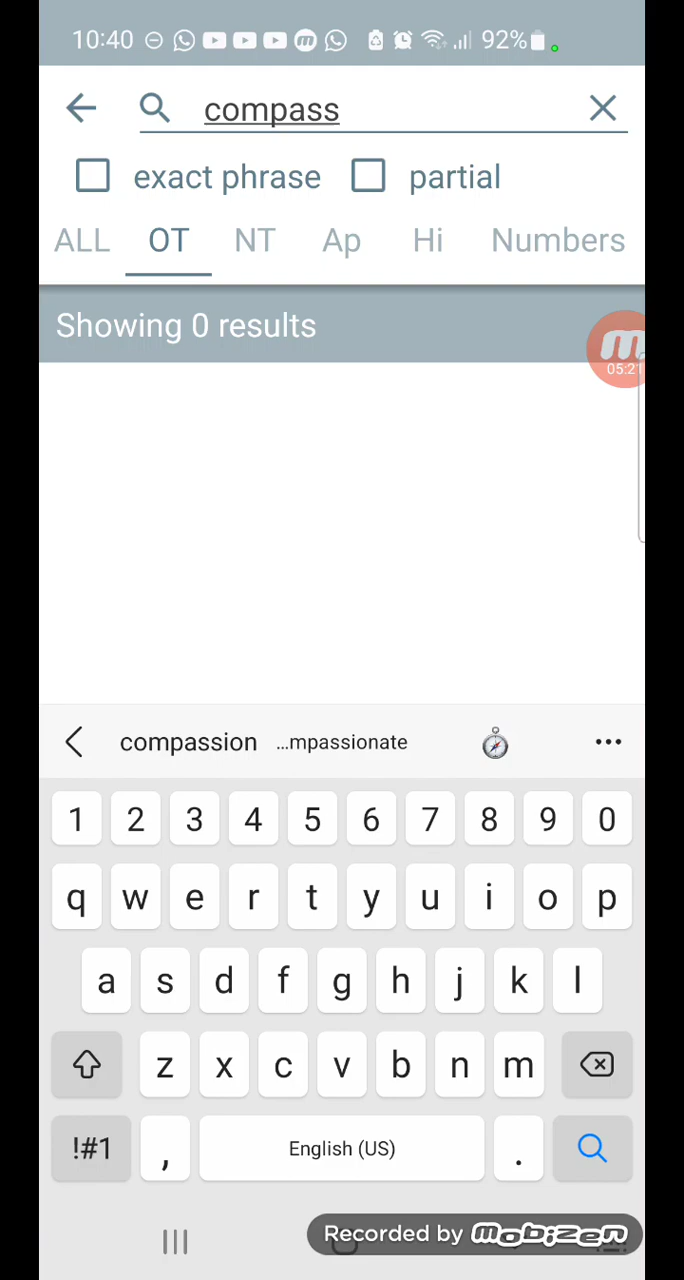 10:40 92%
compass
exact phrase partial
ALL OT NT Ap Hi Numbers
Showing 0 results
m
05:21
compassion ...mpassionate
1 2 3 4 5 6 7 8 9 0
q w e r t y u i o p
a s d f g h j k l
z x c v b n m
!#1 , English (US) .
Recorded by mobizen